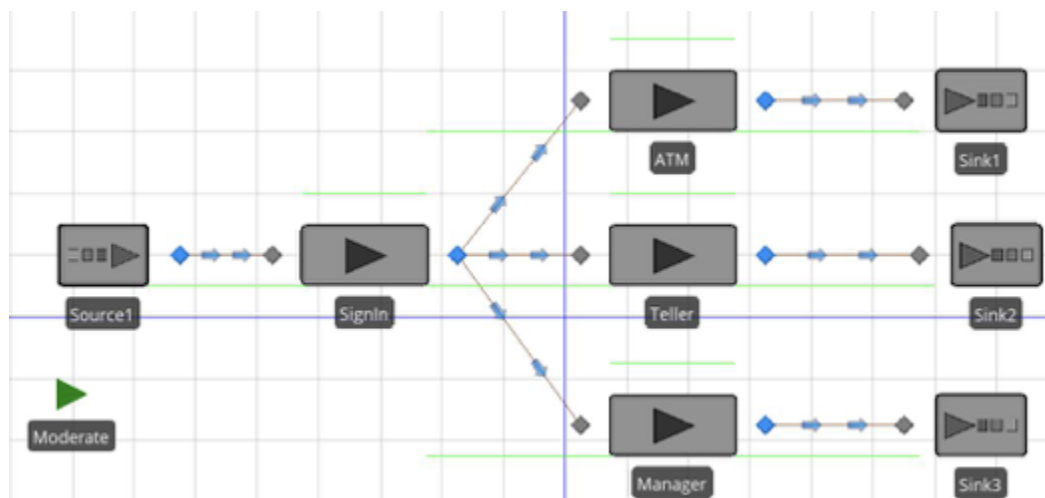 ATM
Sink1
Source1
SignIn
Teller
Sink2
Moderate
Manager
Sink3